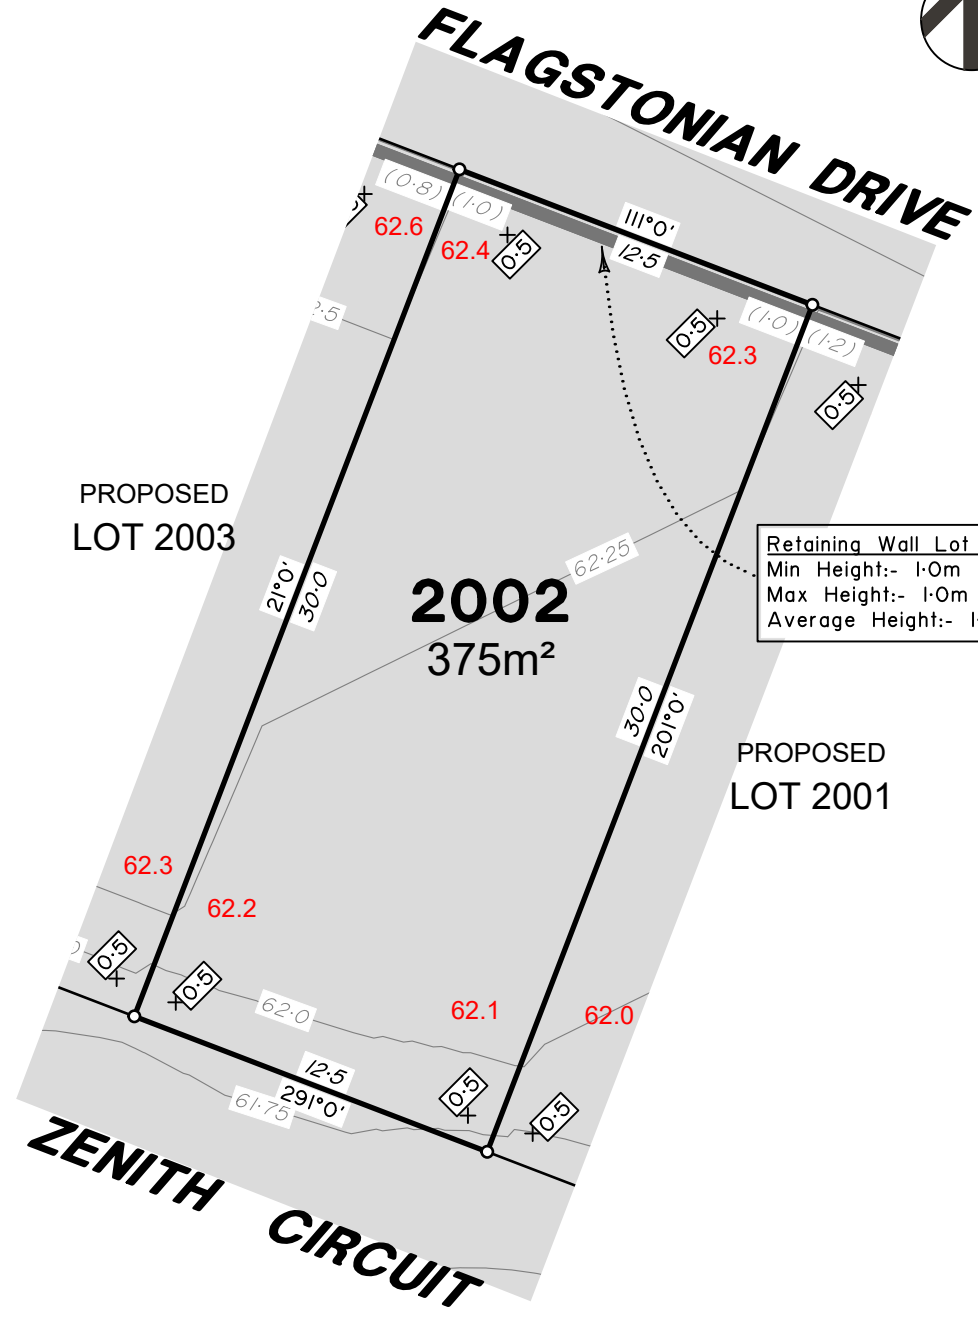 FLAGSTONIAN DRIVE
(0·8)
(1·0)
62.6
62.4
0·5
111°0'
12·5
0·5
62.3
(1·0)
(1·2)
0·5
PROPOSED
LOT 2003
21°0'
30·0
62·25
2002
375m²
Retaining Wall Lot
Min Height:- 1·0m
Max Height:- 1·0m
Average Height:-
30·0
201°0'
PROPOSED
LOT 2001
62.3
62.2
0·5
0·5
62·0
62.1
62.0
12·5
291°0'
61·75
0·5
0·5
ZENITH CIRCUIT